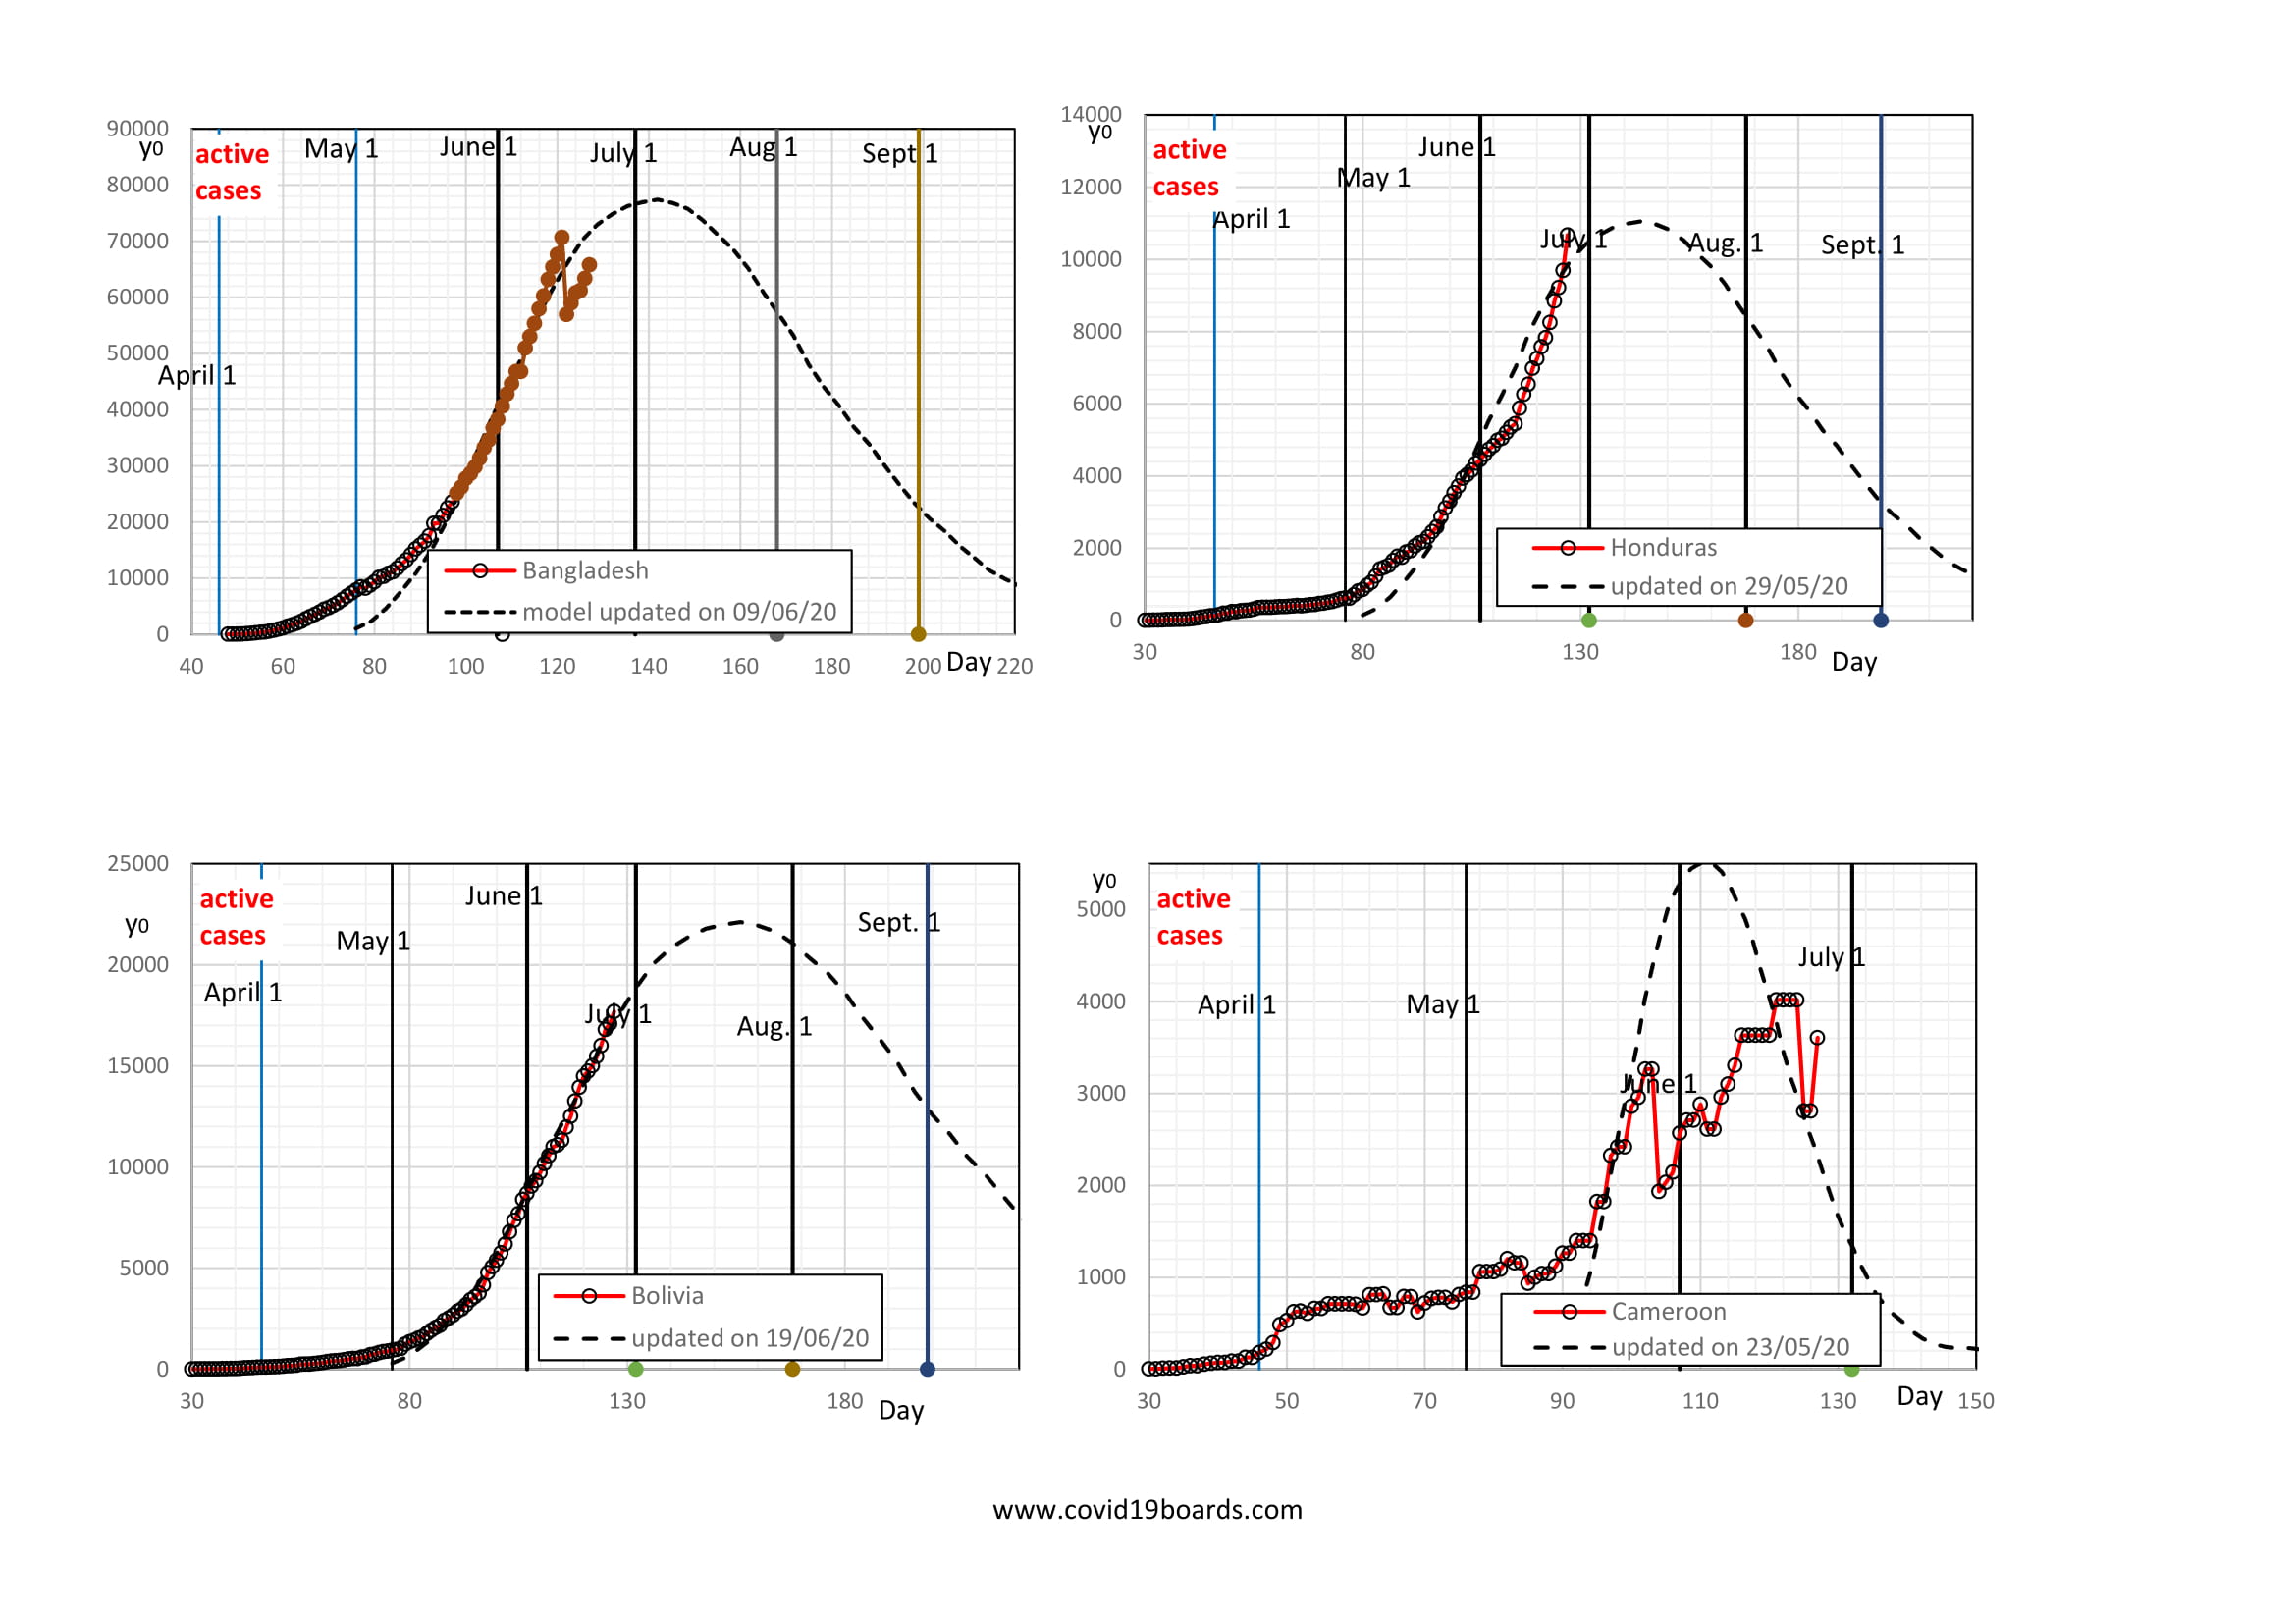 90000
y0
active
cases
May 1
June 1
July 1
Aug 1
Sept 1
80000
70000
60000
50000
April 1
40000
30000
20000
10000
0
Bangladesh
model updated on 09/06/20
40 60 80 100 120 140 160 180 200 Day 220
14000
y0
active
cases
June 1
May 1
12000
April 1
July 1
Aug. 1
Sept. 1
10000
8000
6000
4000
2000
0
Honduras
updated on 29/05/20
30 80 130 180 Day
25000
active
cases
y0
June 1
May 1
Sept. 1
20000
April 1
July 1
Aug. 1
15000
10000
5000
0
Bolivia
updated on 19/06/20
30 80 130 180 Day
y0
active
cases
5000
July 1
4000
April 1
May 1
3000
June 1
2000
1000
0
Cameroon
updated on 23/05/20
30 50 70 90 110 130 Day 150
www.covid19boards.com